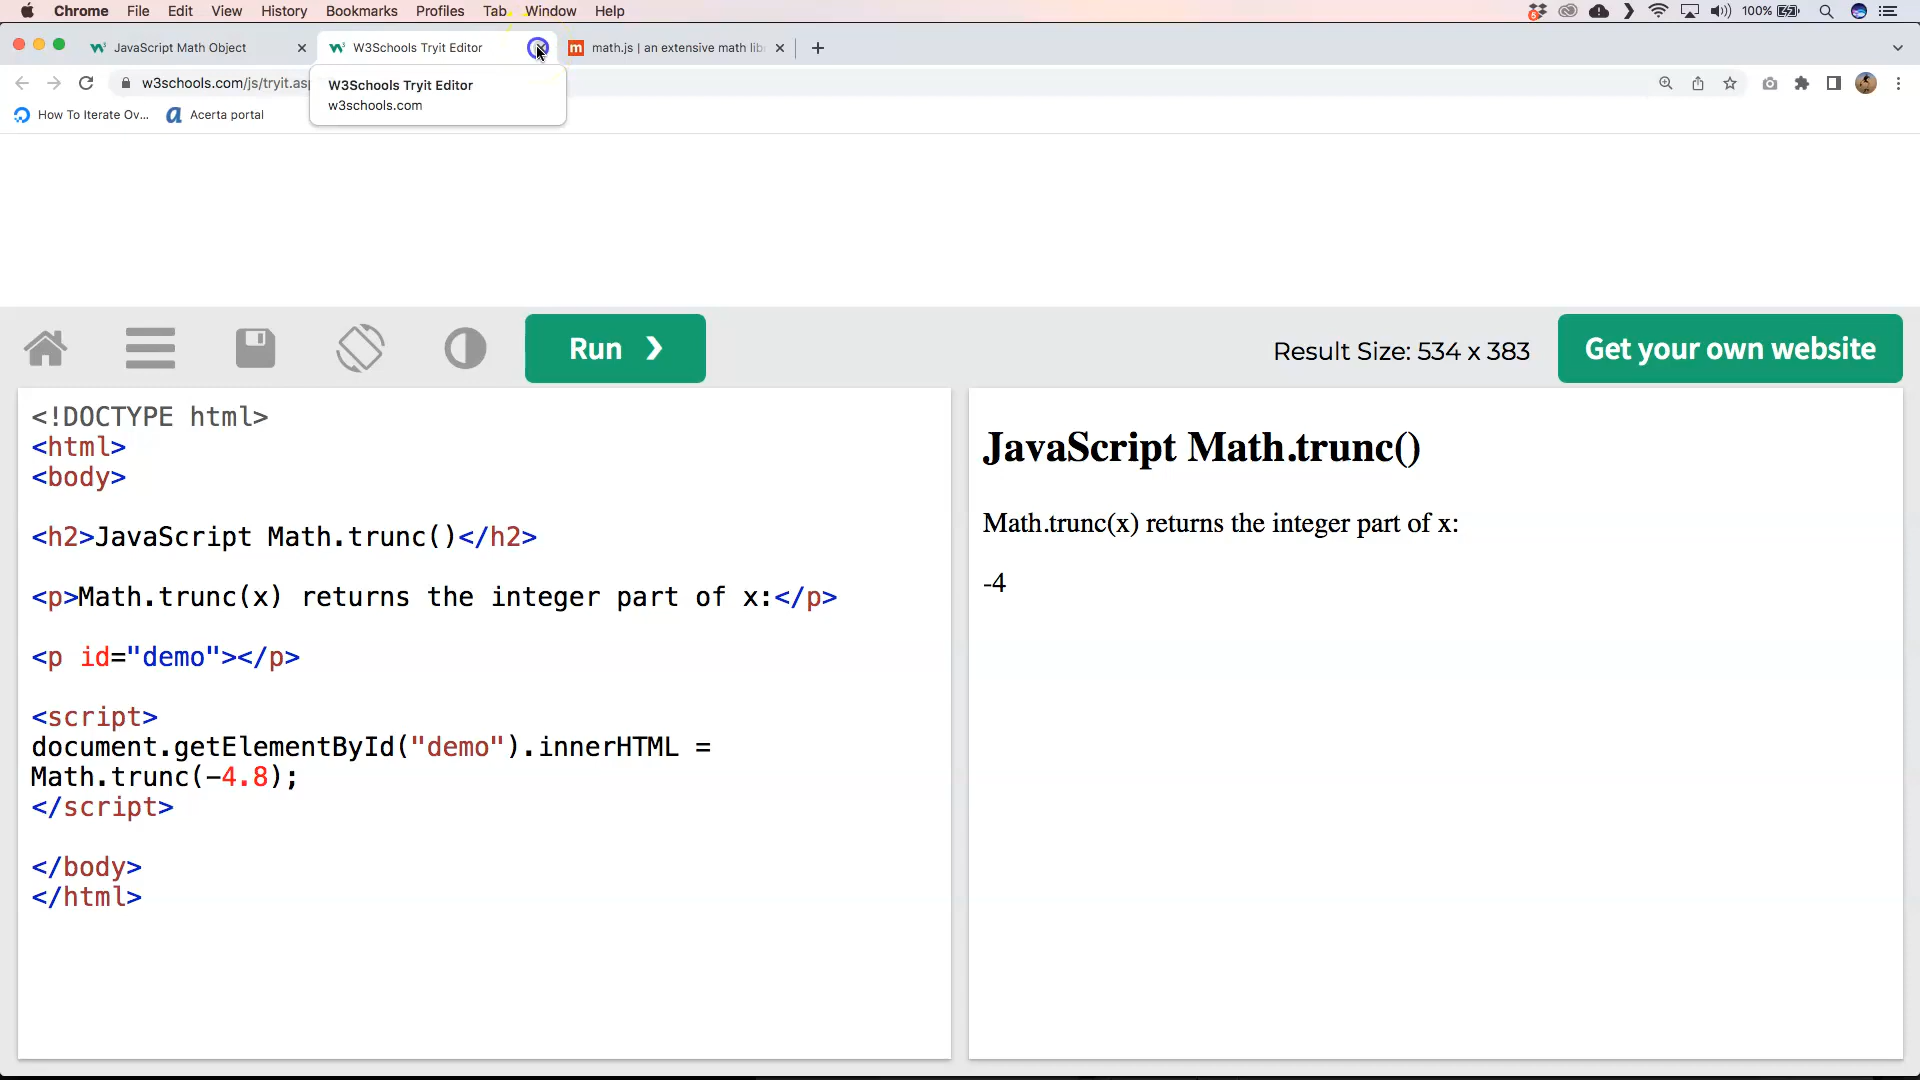 Chrome File Edit View History Bookmarks Profiles Tab Window Help 100%
JavaScript Math Object
W3Schools Tryit Editor
math.js | an extensive math lib
w3schools.com/js/tryit.asp
W3Schools Tryit Editor
w3schools.com
How To Iterate Ov...
Acerta portal
Run ❯
Result Size: 534 x 383
Get your own website
<!DOCTYPE html>
<html>
<body>
<h2>JavaScript Math.trunc()</h2>
<p>Math.trunc(x) returns the integer part of x:</p>
<p id="demo"></p>
<script>
document.getElementById("demo").innerHTML =
Math.trunc(-4.8);
</script>
</body>
</html>
JavaScript Math.trunc()
Math.trunc(x) returns the integer part of x:
-4